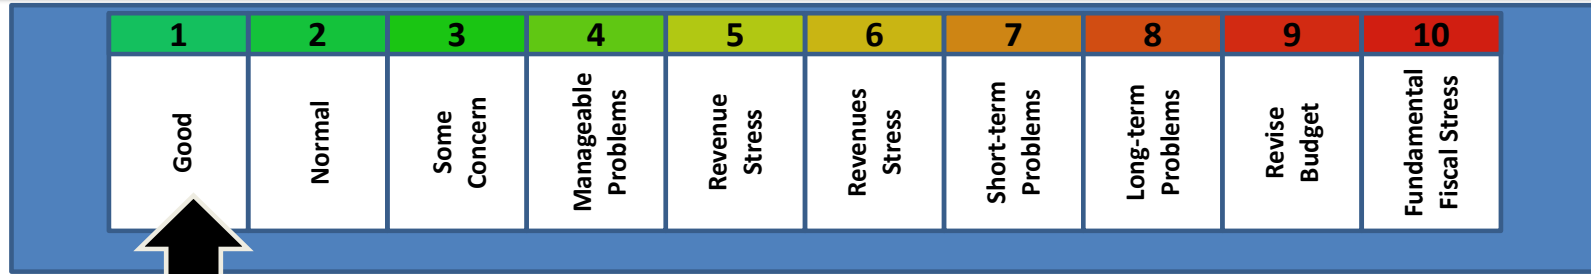 1 2 3 4 5 6 7 8 9 10
Good
Normal
Some
Concern
Manageable
Problems
Revenue
Stress
Revenues
Stress
Short-term
Problems
Long-term
Problems
Revise
Budget
Fundamental
Fiscal Stress